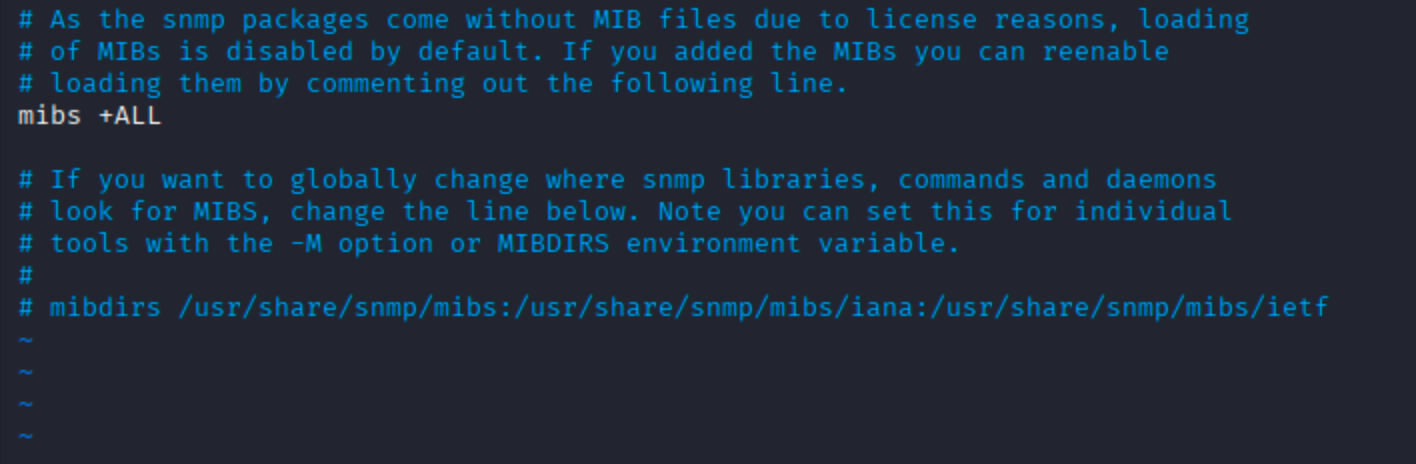 # As the snmp packages come without MIB files due to license reasons, loading
# of MIBs is disabled by default. If you added the MIBs you can reenable
# loading them by commenting out the following line.
mibs +ALL

# If you want to globally change where snmp libraries, commands and daemons
# look for MIBS, change the line below. Note you can set this for individual
# tools with the -M option or MIBDIRS environment variable.
#
# mibdirs /usr/share/snmp/mibs:/usr/share/snmp/mibs/iana:/usr/share/snmp/mibs/ietf
~
~
~
~